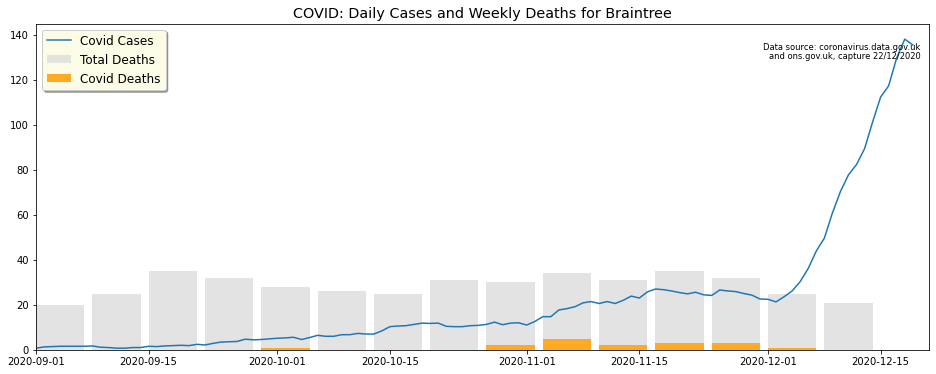 COVID: Daily Cases and Weekly Deaths for Braintree
Covid Cases
Total Deaths
Covid Deaths
Data source: coronavirus.data.gov.uk
and ons.gov.uk, capture 22/12/2020
140
120
100
80
60
40
20
0
2020-09-01
2020-09-15
2020-10-01
2020-10-15
2020-11-01
2020-11-15
2020-12-01
2020-12-15